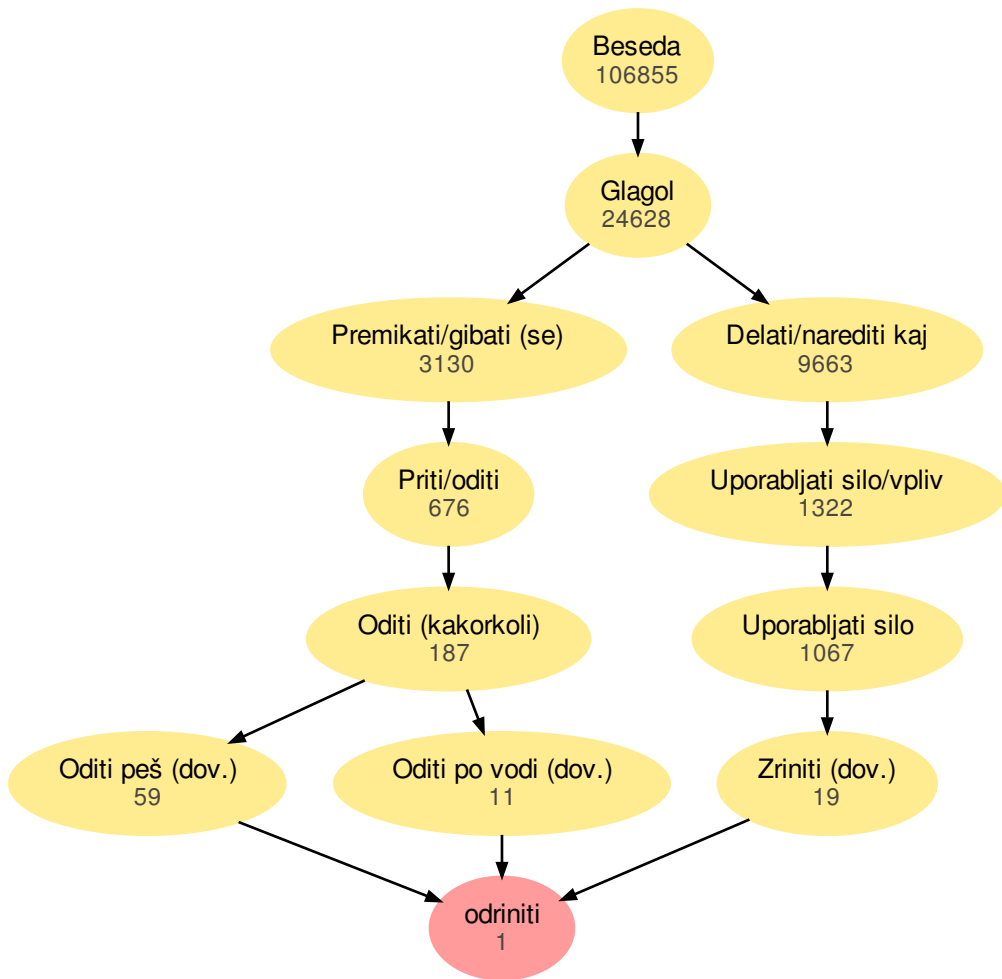 Beseda
106855
Glagol
24628
Premikati/gibati (se)
3130
Delati/narediti kaj
9663
Priti/oditi
676
Uporabljati silo/vpliv
1322
Oditi (kakorkoli)
187
Uporabljati silo
1067
Oditi peš (dov.)
59
Oditi po vodi (dov.)
11
Zriniti (dov.)
19
odriniti
1